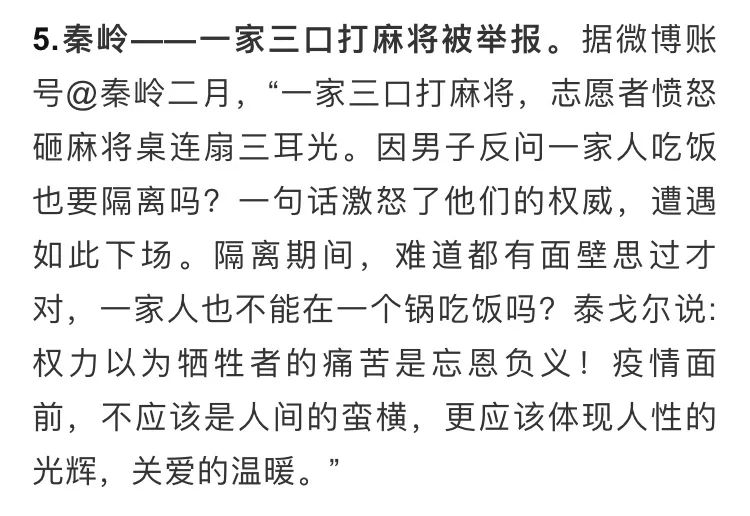 5.秦岭——一家三口打麻将被举报。据微博账
号@秦岭二月，“一家三口打麻将，志愿者愤怒
砸麻将桌连扇三耳光。因男子反问一家人吃饭
也要隔离吗？一句话激怒了他们的权威，遭遇
如此下场。隔离期间，难道都有面壁思过才
对，一家人也不能在一个锅吃饭吗？泰戈尔说:
权力以为牺牲者的痛苦是忘恩负义！疫情面
前，不应该是人间的蛮横，更应该体现人性的
光辉，关爱的温暖。”